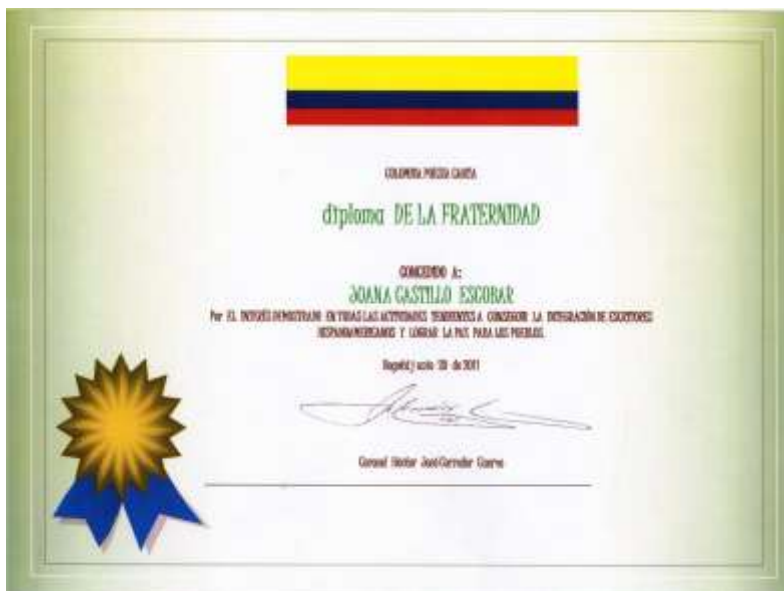 COLOMBIA POESIA CANTA
diploma DE LA FRATERNIDAD
CONCEDIDO A:
JOANA CASTILLO ESCOBAR
Por EL INTERÉS DEMOSTRADO EN TODAS LAS ACTIVIDADES TENDIENTES A CONSEGUIR LA INTEGRACIÓN DE ESCRITORES
HISPANOAMERICANOS Y LOGRAR LA PAZ PARA LOS PUEBLOS.
Bogotá junio de 2011
Coronel Héctor José Corredor Cuervo